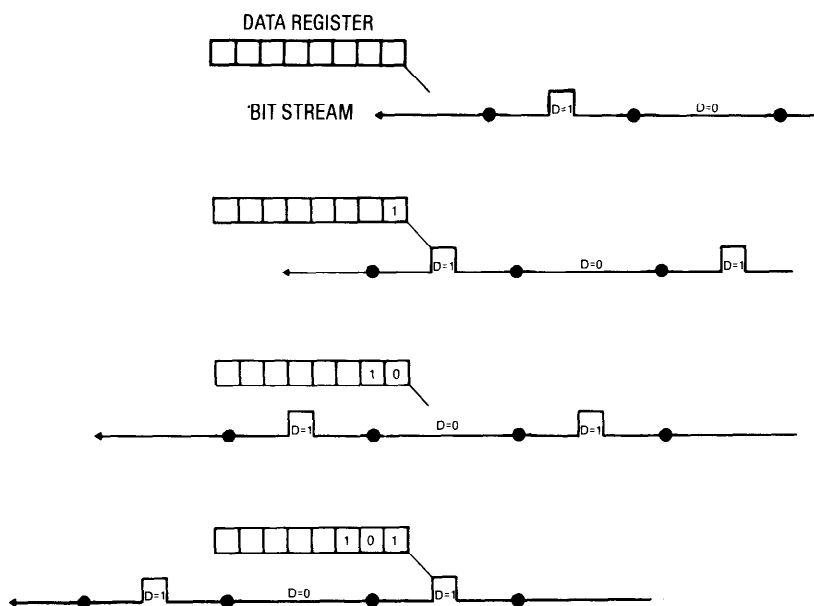 DATA REGISTER
BIT STREAM
D=1 D=0
1
D=1 D=0 D=1
1 0
D=1 D=0 D=1
1 0 1
D=1 D=0 D=1